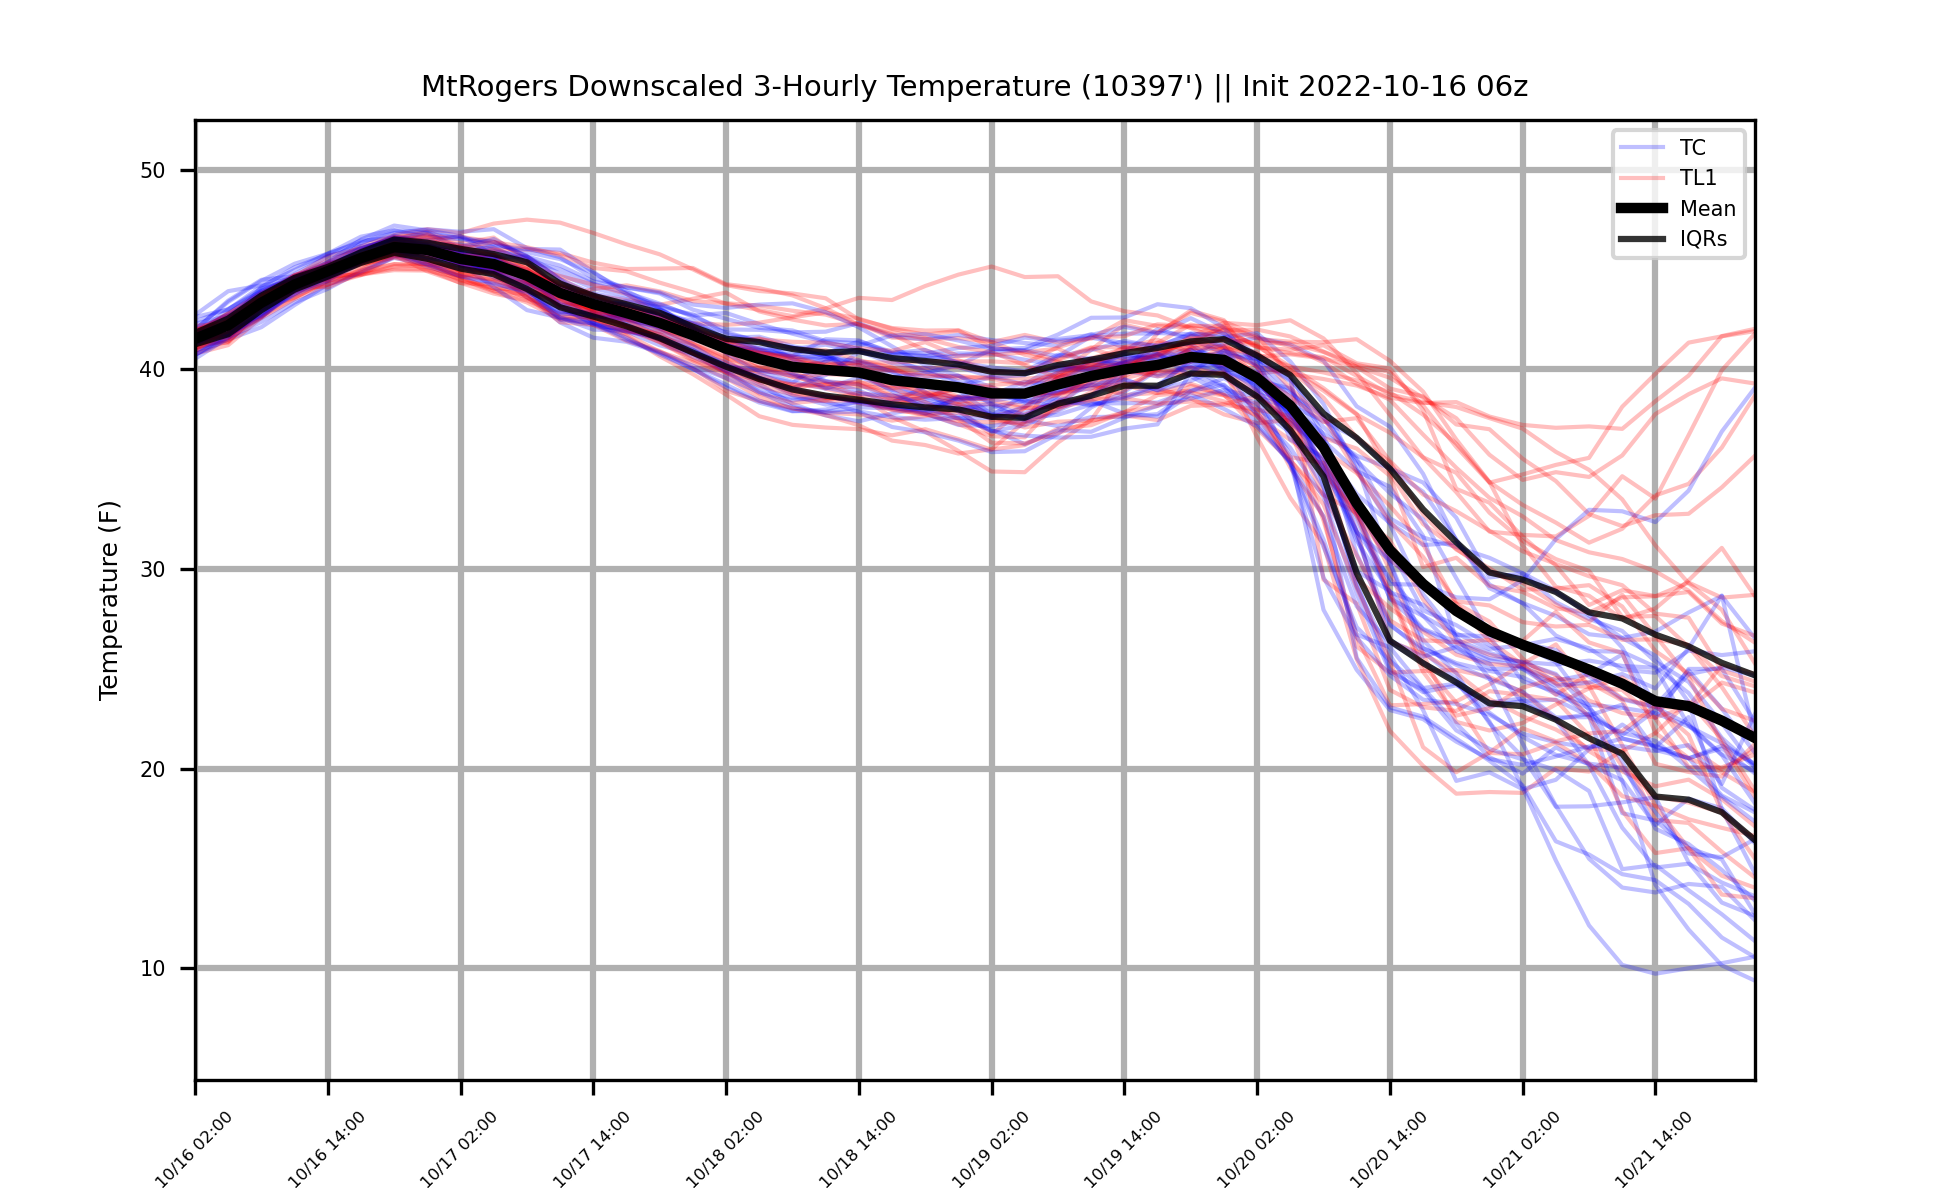 MtRogers Downscaled 3-Hourly Temperature (10397') || Init 2022-10-16 06z
TC
TL1
Mean
IQRs
Temperature (F)
50
40
30
20
10
10/16 02:00
10/16 14:00
10/17 02:00
10/17 14:00
10/18 02:00
10/18 14:00
10/19 02:00
10/19 14:00
10/20 02:00
10/20 14:00
10/21 02:00
10/21 14:00